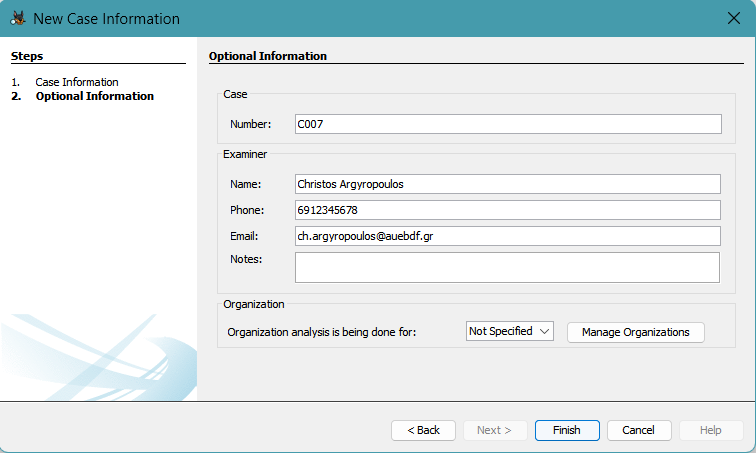 New Case Information
Steps
1. Case Information
2. Optional Information
Optional Information
Case
Number: C007
Examiner
Name: Christos Argyropoulos
Phone: 6912345678
Email: ch.argyropoulos@auebdf.gr
Notes:
Organization
Organization analysis is being done for: Not Specified Manage Organizations
< Back Next > Finish Cancel Help